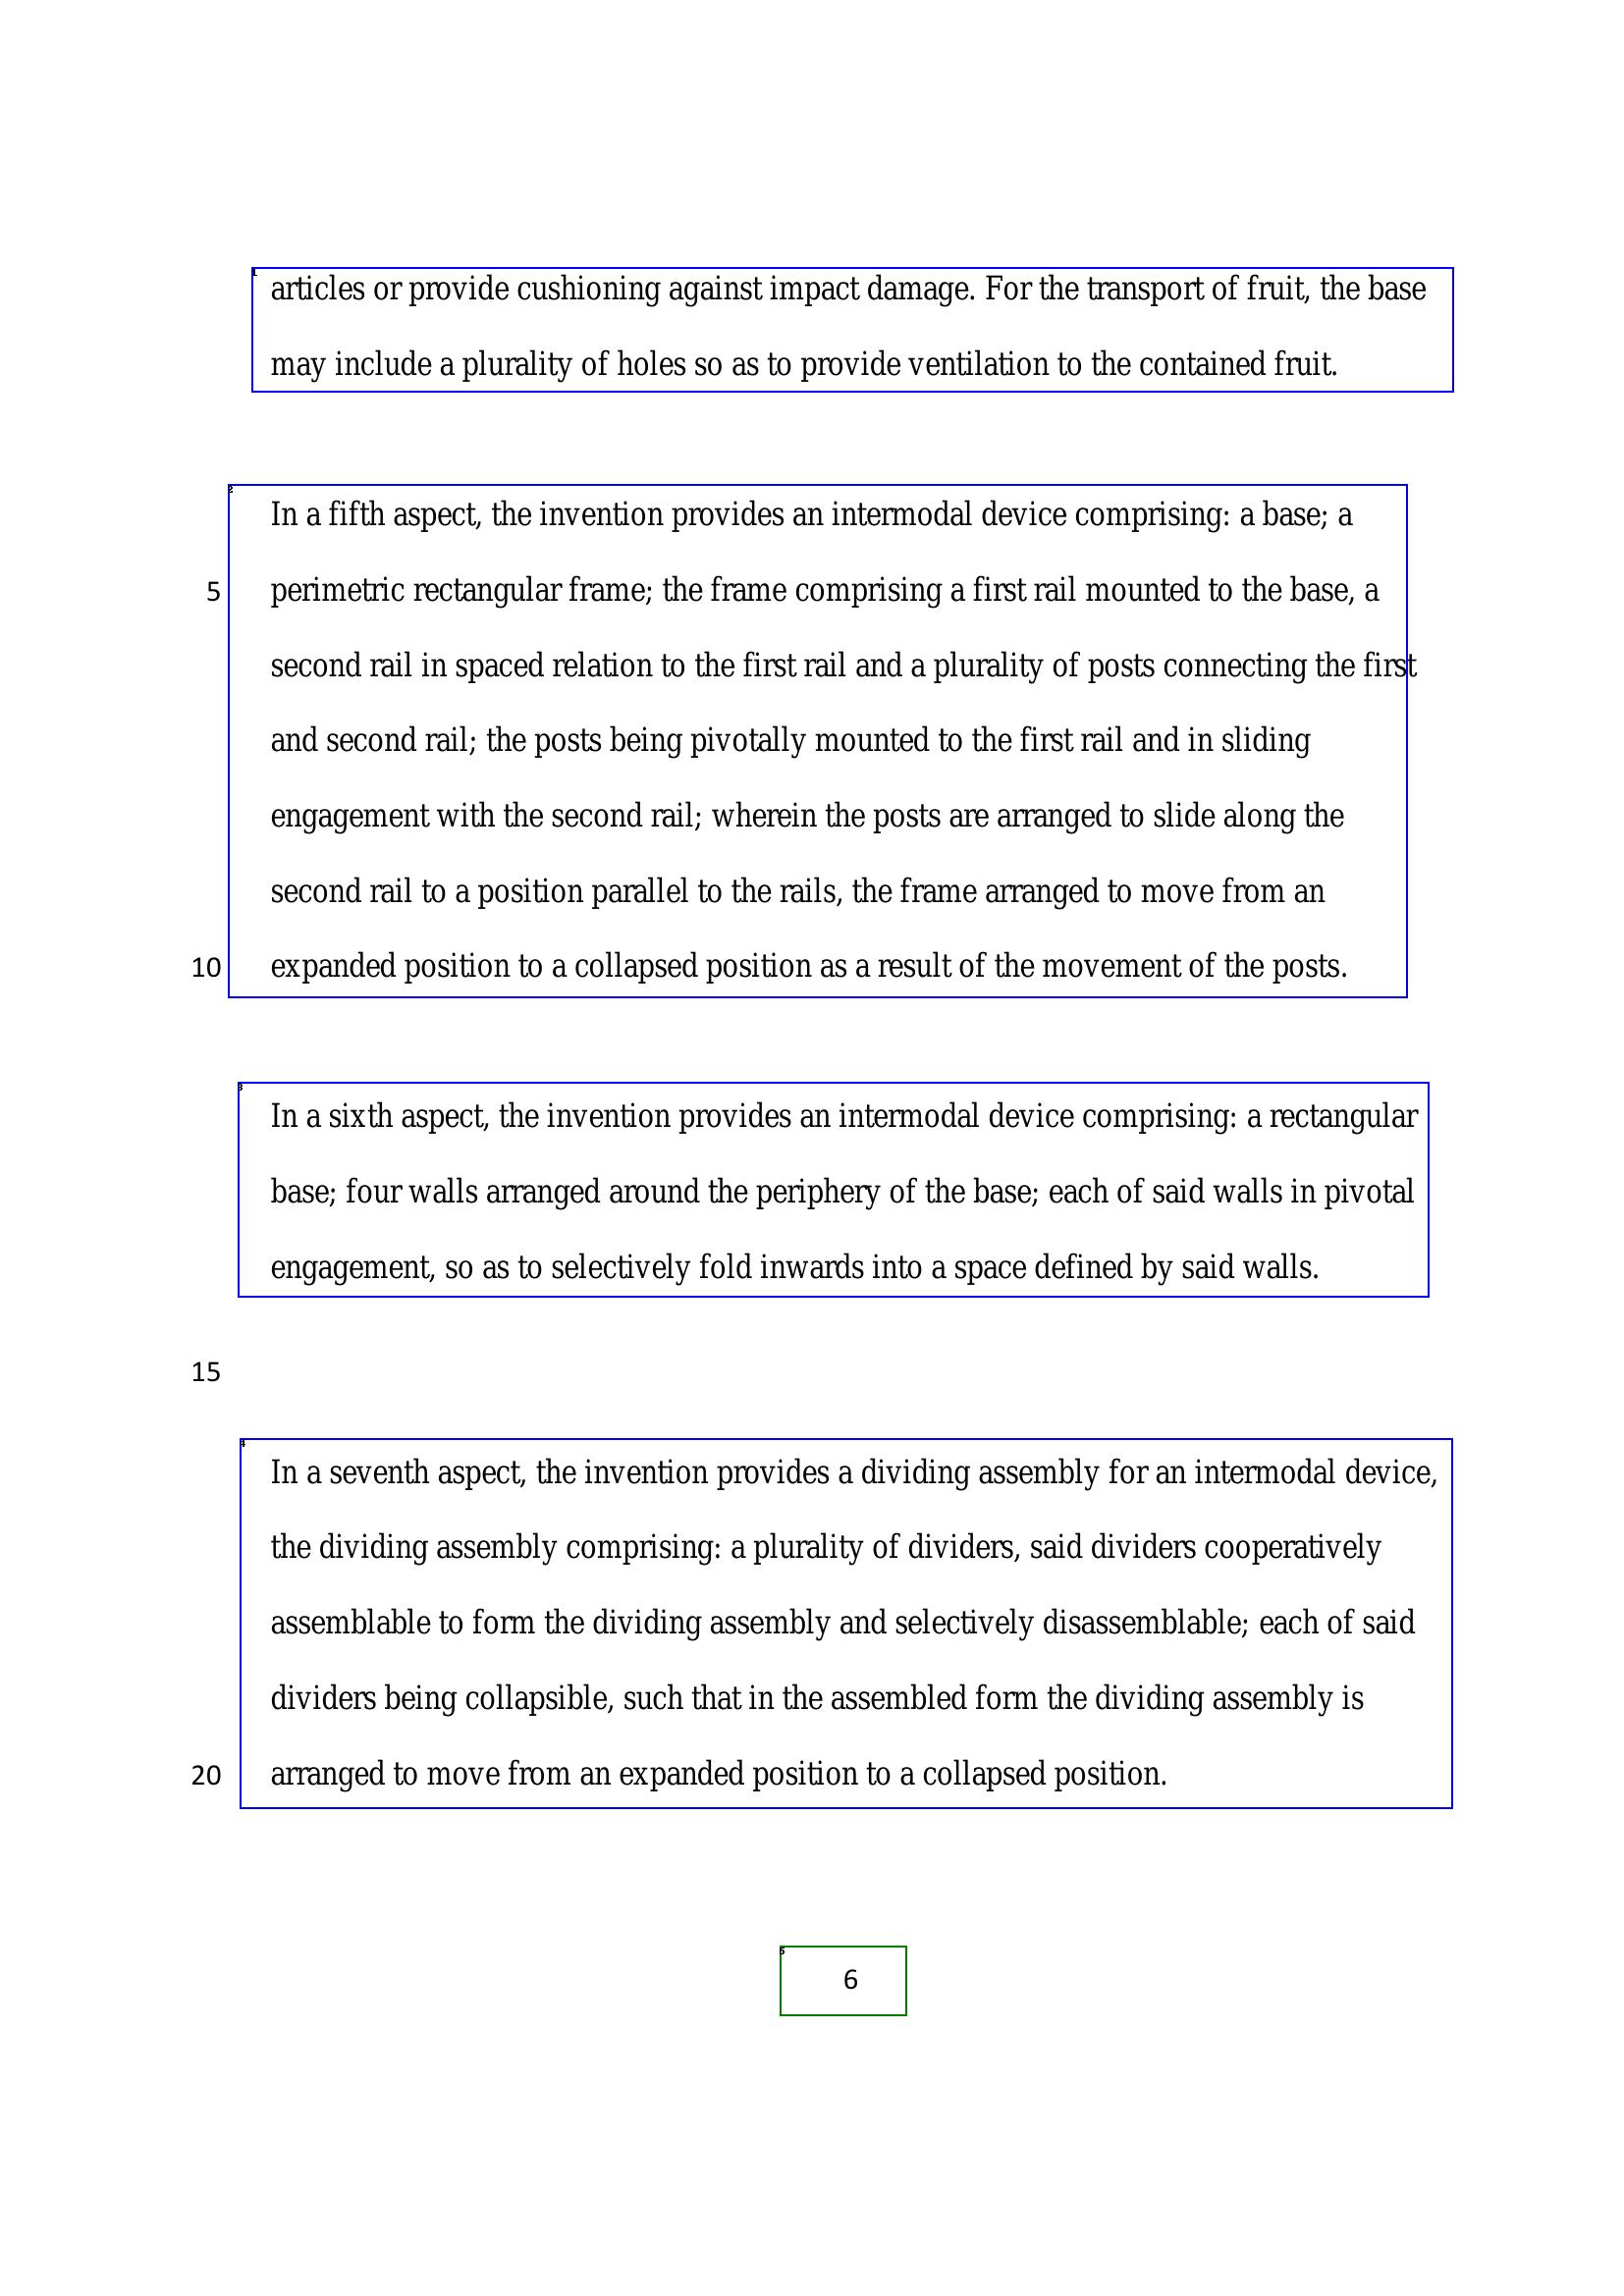 articles or provide cushioning against impact damage. For the transport of fruit, the base
may include a plurality of holes so as to provide ventilation to the contained fruit.
In a fifth aspect, the invention provides an intermodal device comprising: a base; a
5 perimetric rectangular frame; the frame comprising a first rail mounted to the base, a
second rail in spaced relation to the first rail and a plurality of posts connecting the first
and second rail; the posts being pivotally mounted to the first rail and in sliding
engagement with the second rail; wherein the posts are arranged to slide along the
second rail to a position parallel to the rails, the frame arranged to move from an
10 expanded position to a collapsed position as a result of the movement of the posts.
In a sixth aspect, the invention provides an intermodal device comprising: a rectangular
base; four walls arranged around the periphery of the base; each of said walls in pivotal
engagement, so as to selectively fold inwards into a space defined by said walls.
15
In a seventh aspect, the invention provides a dividing assembly for an intermodal device,
the dividing assembly comprising: a plurality of dividers, said dividers cooperatively
assemblable to form the dividing assembly and selectively disassemblable; each of said
dividers being collapsible, such that in the assembled form the dividing assembly is
20 arranged to move from an expanded position to a collapsed position.
6